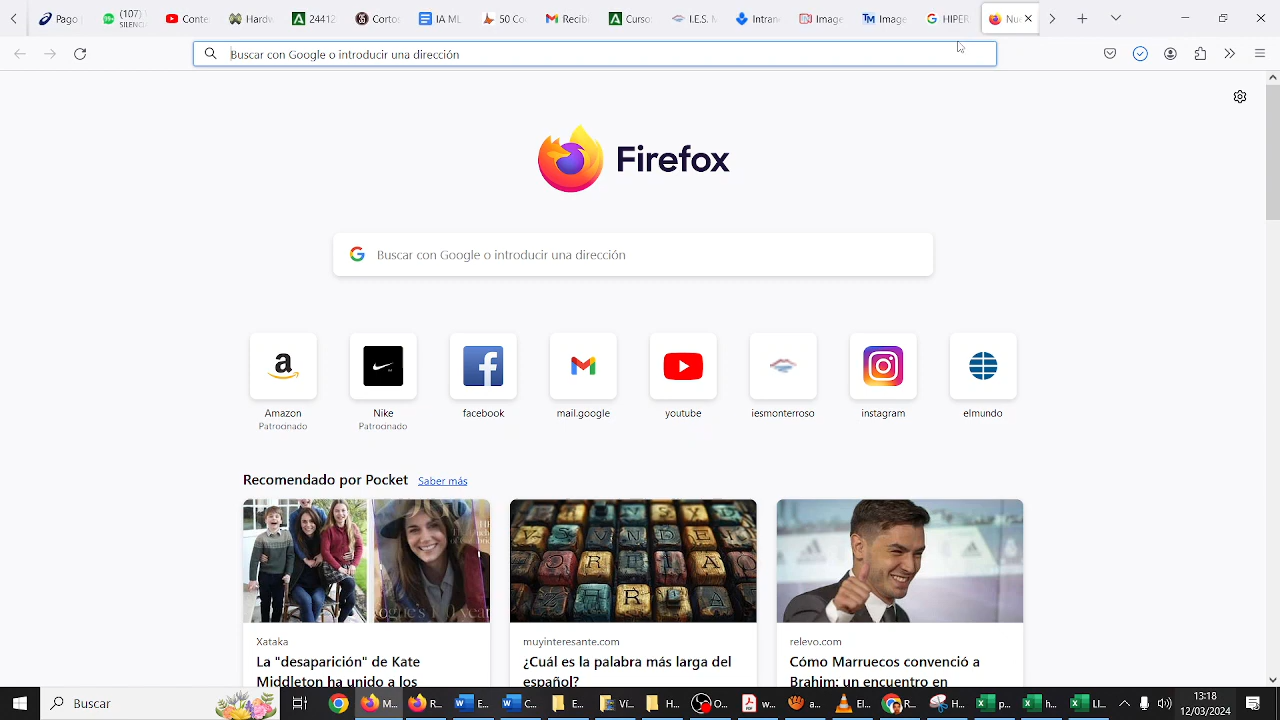 (107)
SIENC
Conte
Hardw
24412
Corto
IA ML
50 Co
Recib
Curso
I.E.S. M
Intran
Image
Image
HIPER
Nu
Buscar con Google o introducir una dirección
Firefox
Buscar con Google o introducir una dirección
Amazon
Patrocinado
Nike
Patrocinado
facebook
mail.google
youtube
iesmonterroso
instagram
elmundo
Recomendado por Pocket Saber más
Xataka
La "desaparición" de Kate
Middleton ha unido a los
muyinteresante.com
¿Cuál es la palabra más larga del
español?
relevo.com
Cómo Marruecos convenció a
Brahim: un encuentro en
Buscar
13:18
12/03/2024